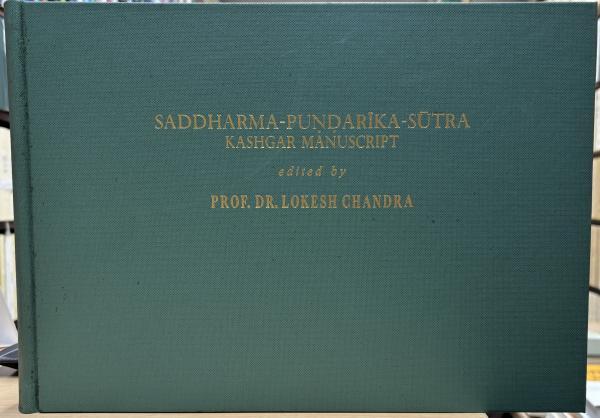 SADDHARMA-PUṆḌARĪKA-SŪTRA
KASHGAR MANUSCRIPT
edited by
PROF. DR. LOKESH CHANDRA